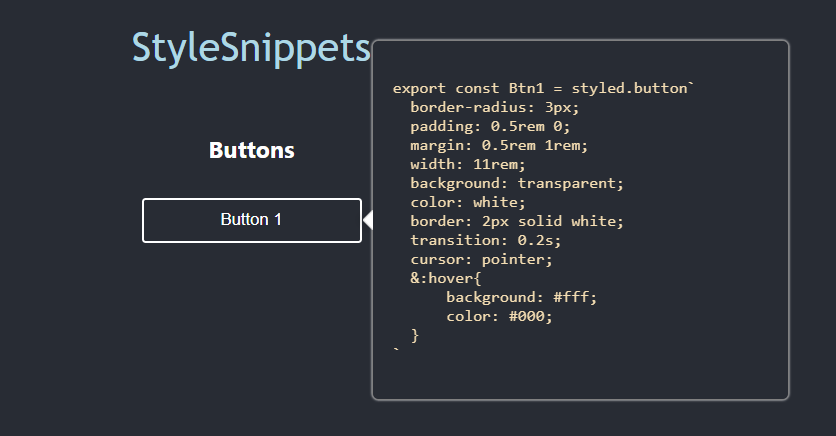 StyleSnippets
Buttons
Button 1
export const Btn1 = styled.button`
  border-radius: 3px;
  padding: 0.5rem 0;
  margin: 0.5rem 1rem;
  width: 11rem;
  background: transparent;
  color: white;
  border: 2px solid white;
  transition: 0.2s;
  cursor: pointer;
  &:hover{
      background: #fff;
      color: #000;
  }
`